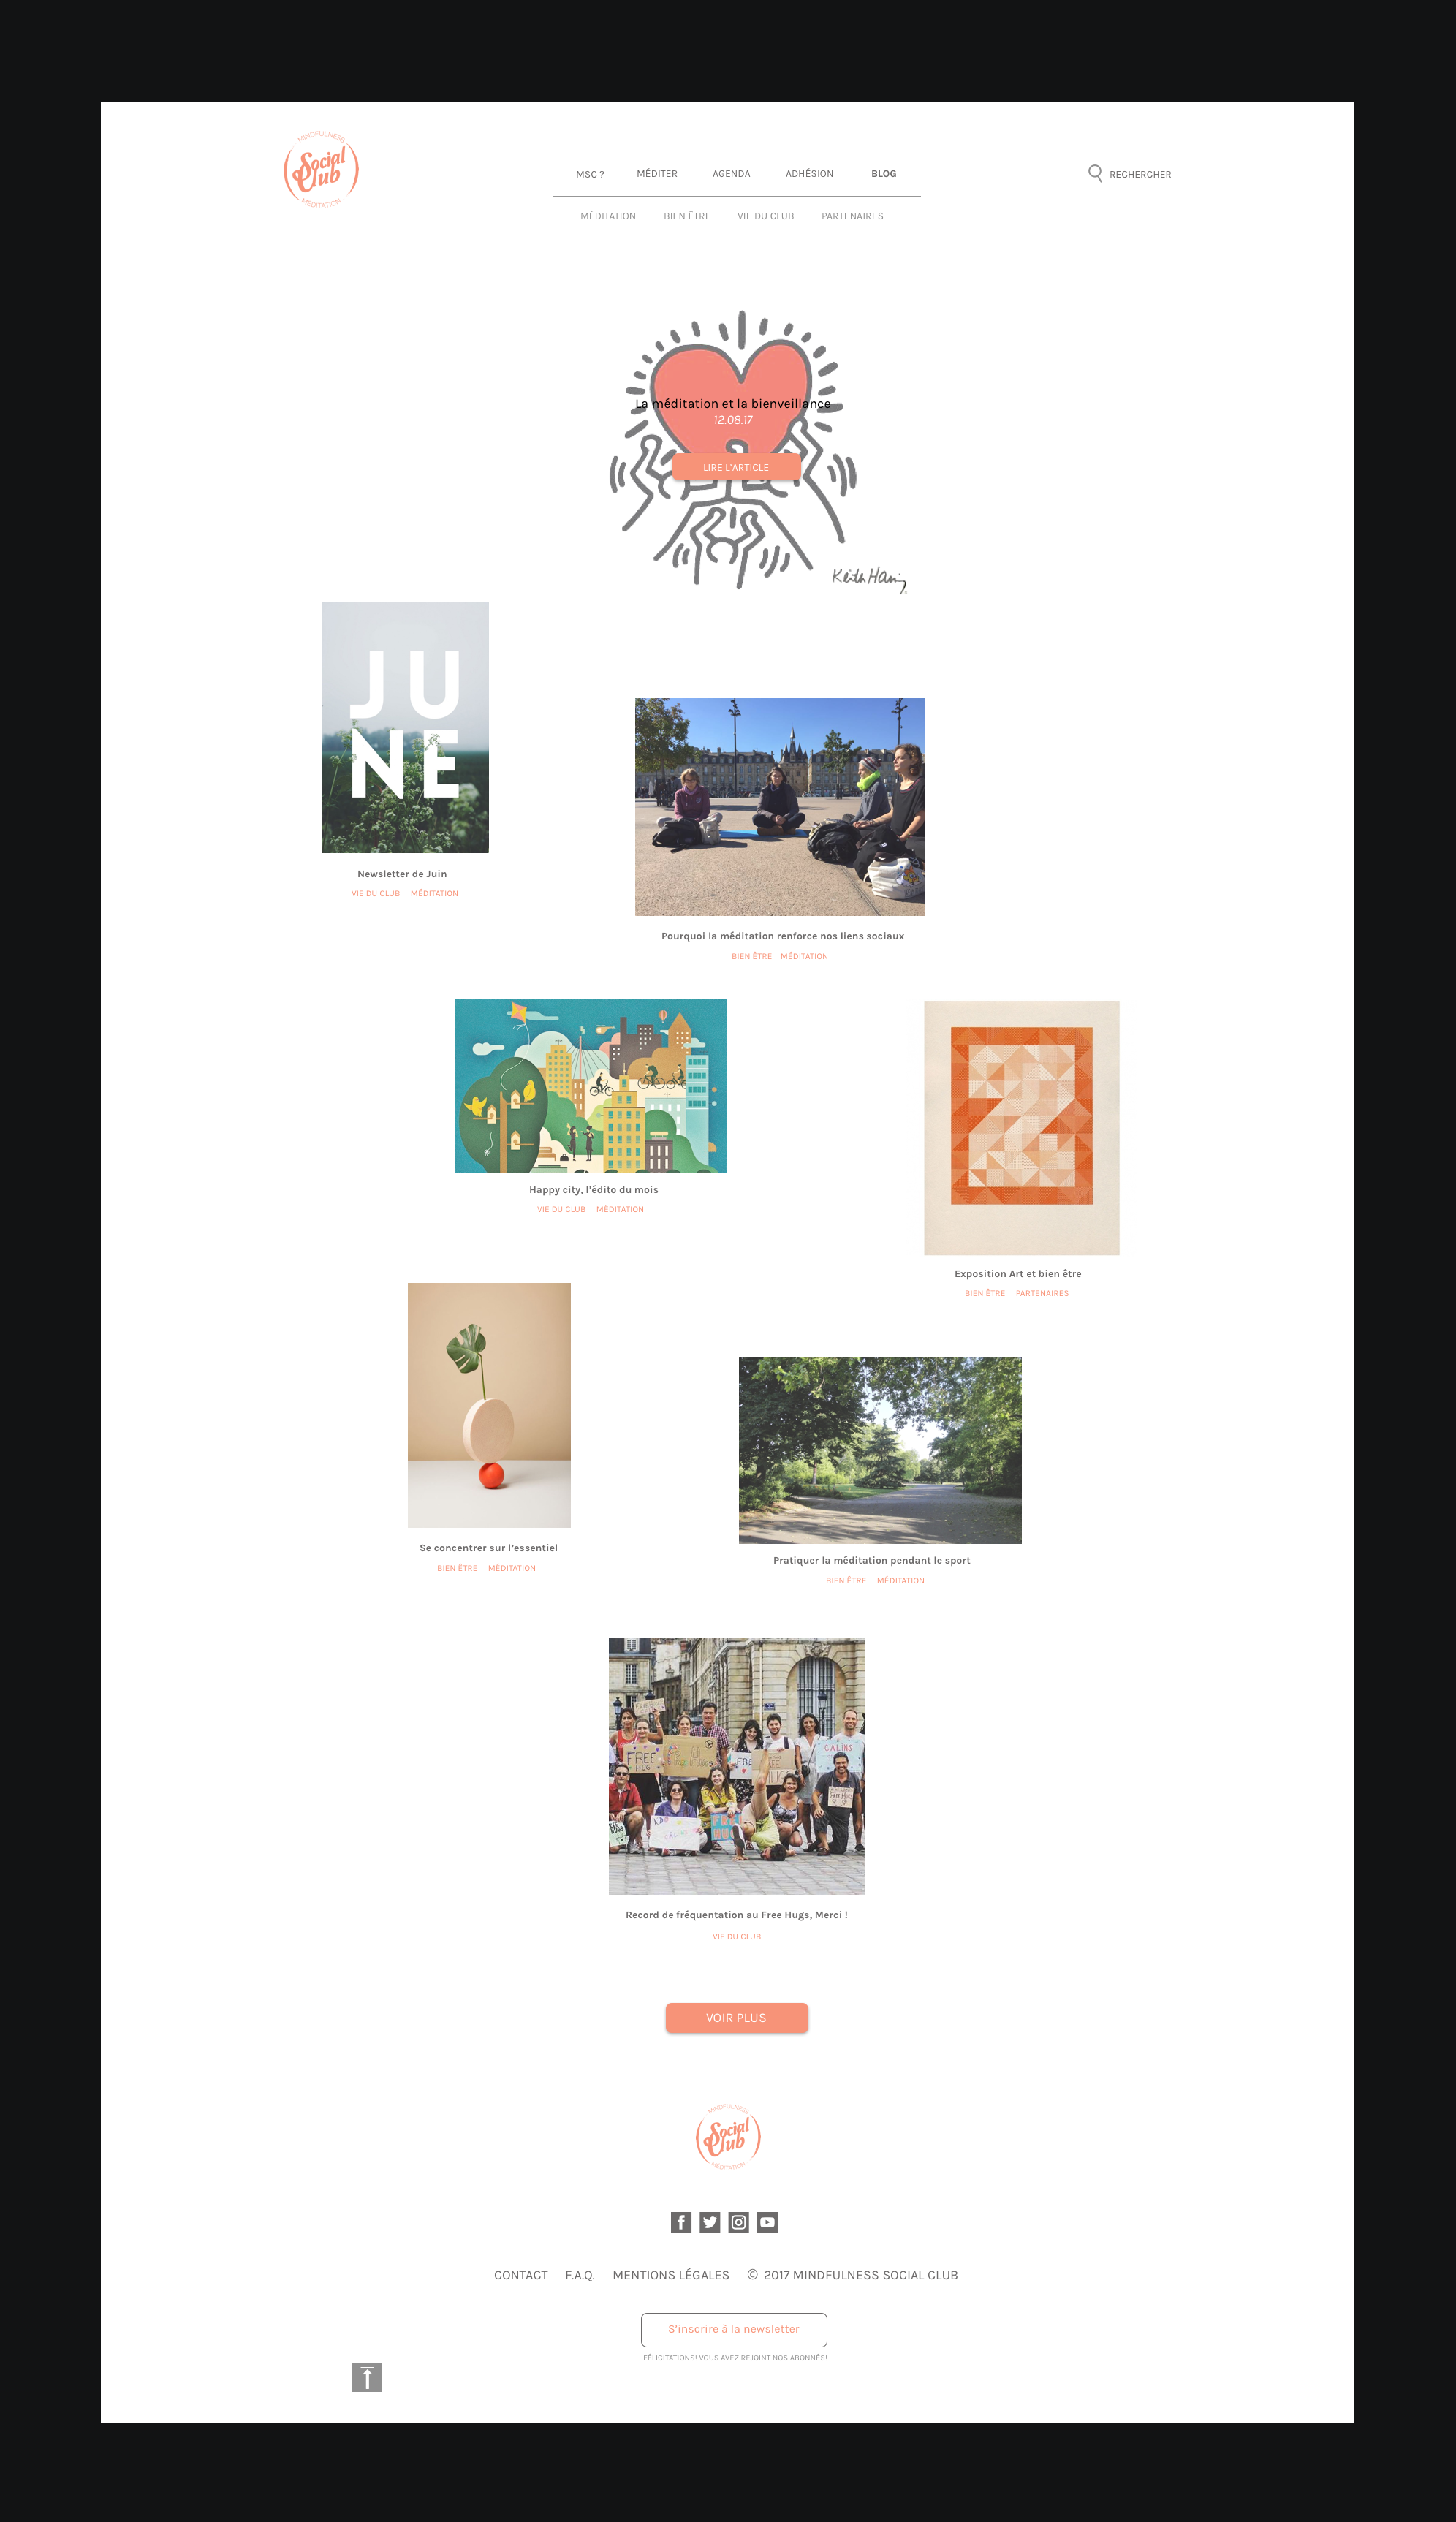 MINDFULNESS
Social
Club
MÉDITATION
MSC ?
MÉDITER
AGENDA
ADHÉSION
BLOG
RECHERCHER
MÉDITATION
BIEN ÊTRE
VIE DU CLUB
PARTENAIRES
La méditation et la bienveillance
12.08.17
LIRE L'ARTICLE
Keith Haring
JU
NE
Newsletter de Juin
VIE DU CLUB MÉDITATION
Pourquoi la méditation renforce nos liens sociaux
BIEN ÊTRE MÉDITATION
Happy city, l'édito du mois
VIE DU CLUB MÉDITATION
Exposition Art et bien être
BIEN ÊTRE PARTENAIRES
Se concentrer sur l'essentiel
BIEN ÊTRE MÉDITATION
Pratiquer la méditation pendant le sport
BIEN ÊTRE MÉDITATION
FREE
HUG
CALINS
Record de fréquentation au Free Hugs, Merci !
VIE DU CLUB
VOIR PLUS
MINDFULNESS
Social
Club
MÉDITATION
CONTACT F.A.Q. MENTIONS LÉGALES © 2017 MINDFULNESS SOCIAL CLUB
S'inscrire à la newsletter
FÉLICITATIONS! VOUS AVEZ REJOINT NOS ABONNÉS!